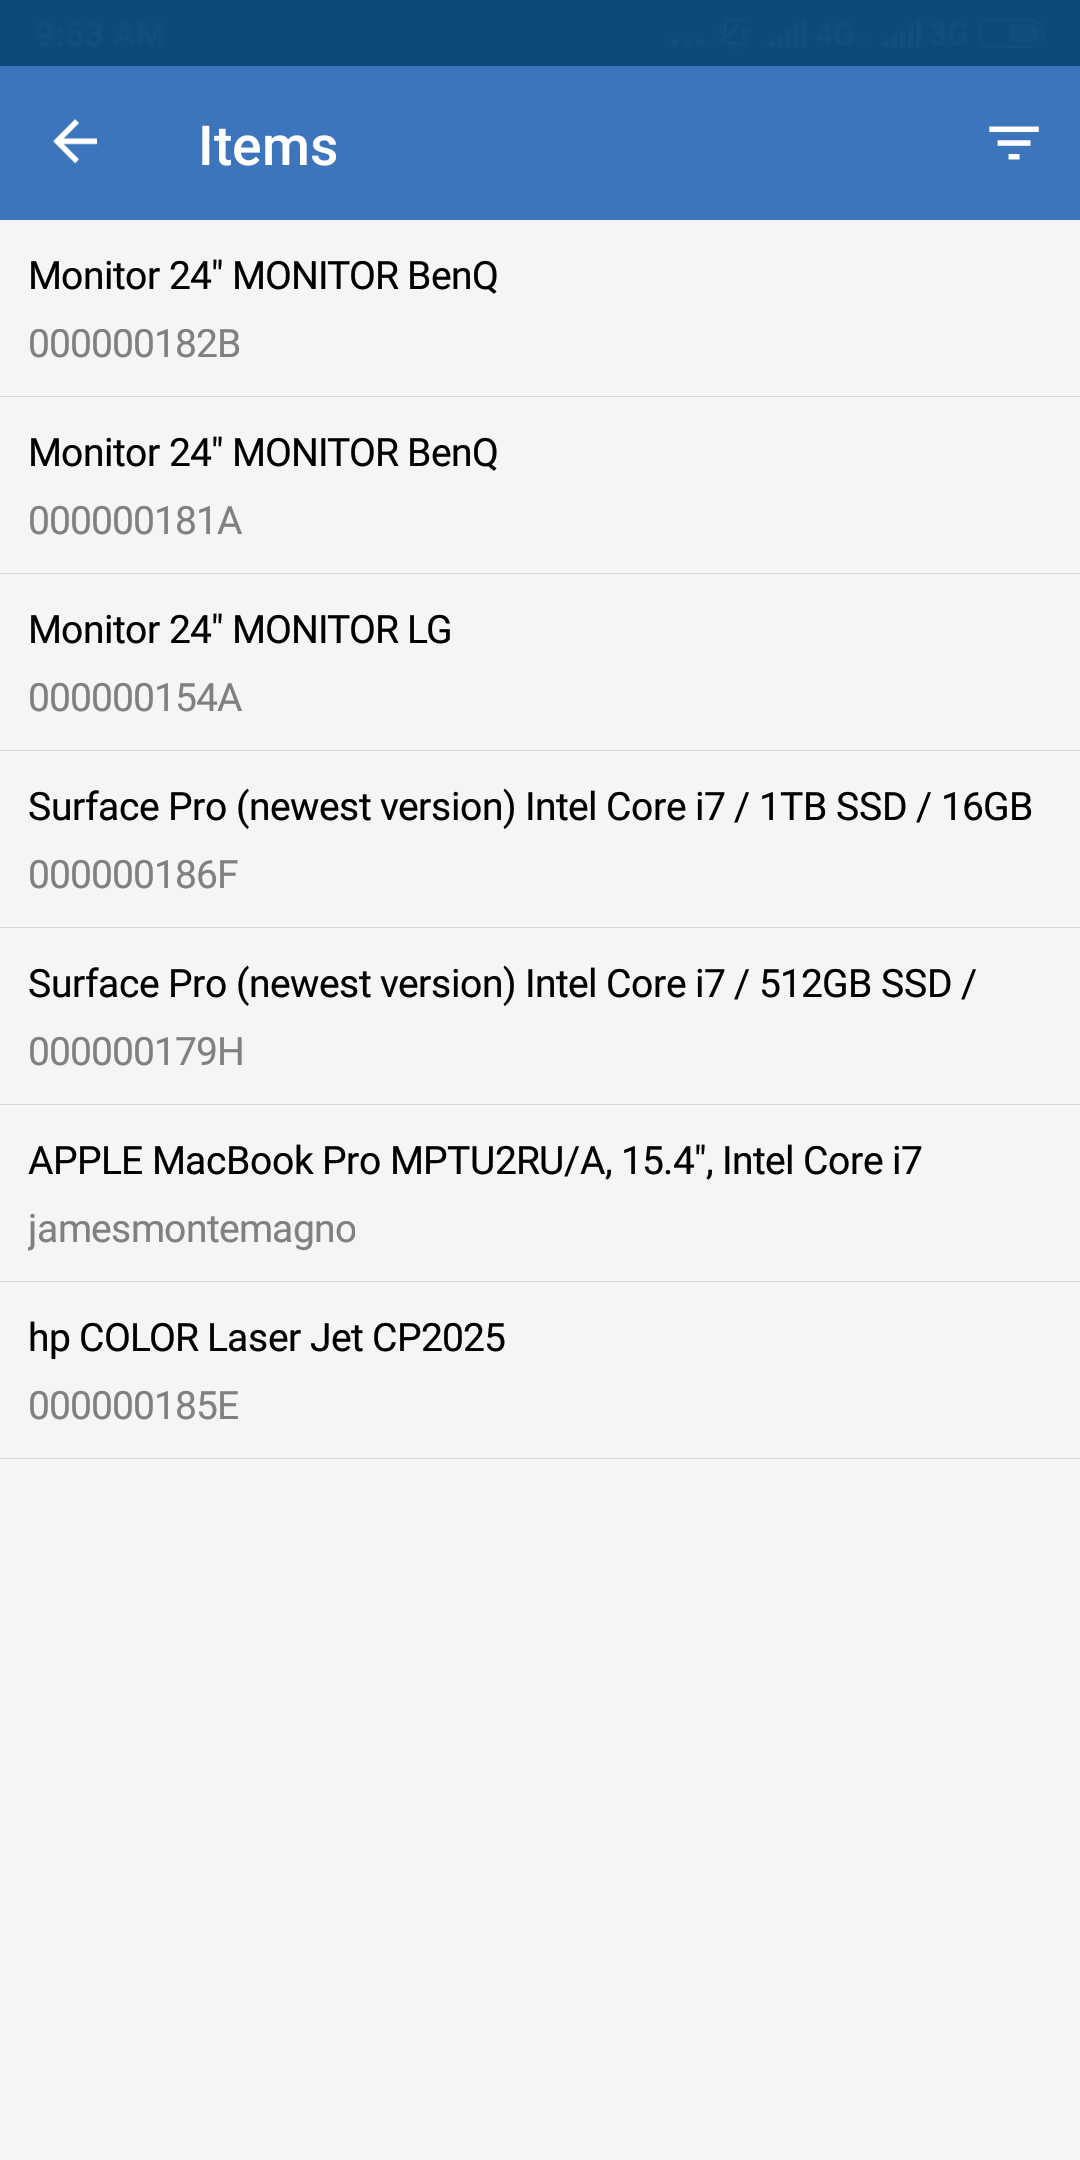 9:53 AM 4G 3G
Items
Monitor 24" MONITOR BenQ
000000182B
Monitor 24" MONITOR BenQ
000000181A
Monitor 24" MONITOR LG
000000154A
Surface Pro (newest version) Intel Core i7 / 1TB SSD / 16GB
000000186F
Surface Pro (newest version) Intel Core i7 / 512GB SSD /
000000179H
APPLE MacBook Pro MPTU2RU/A, 15.4", Intel Core i7
jamesmontemagno
hp COLOR Laser Jet CP2025
000000185E